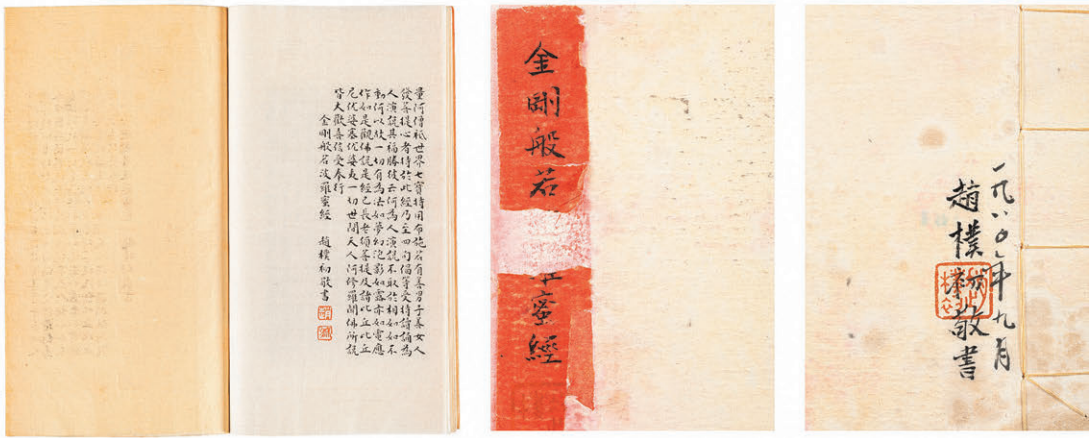 量阿僧祇世界七寶持用布施若有善男子善女人
發菩提心者持於此經乃至四句偈等受持讀誦為
人演說其福勝彼云何為人演說不取於相如如不
動何以故一切有為法如夢幻泡影如露亦如電應
作如是觀佛說是經已長老須菩提及諸比丘比丘
尼优婆塞优婆夷一切世間天人阿修羅聞佛所說
皆大歡喜信受奉行
金剛般若波羅蜜經 趙樸初敬書
金剛般若
蜜經
一九八〇年九月
趙樸初敬書